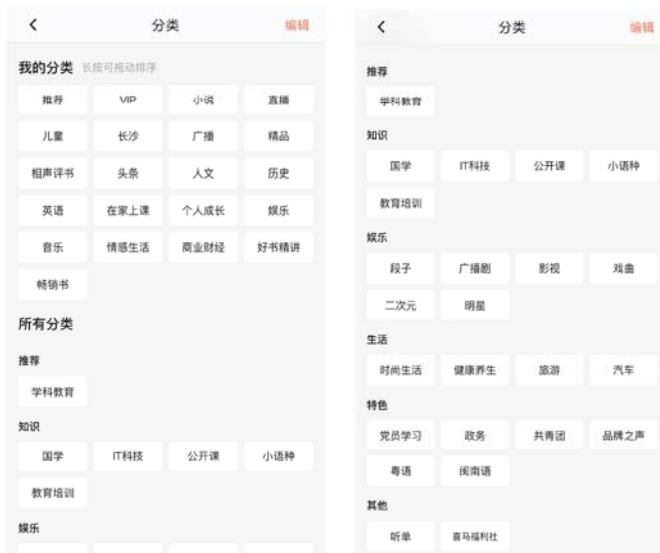 分类 编辑
我的分类 长按可拖动排序
推荐 VIP 小说 直播
儿童 长沙 广播 精品
相声评书 头条 人文 历史
英语 在家上课 个人成长 娱乐
音乐 情感生活 商业财经 好书精讲
畅销书
所有分类
推荐
学科教育
知识
国学 IT科技 公开课 小语种
教育培训
娱乐
分类 编辑
推荐
学科教育
知识
国学 IT科技 公开课 小语种
教育培训
娱乐
段子 广播剧 影视 戏曲
二次元 明星
生活
时尚生活 健康养生 旅游 汽车
特色
党员学习 政务 共青团 品牌之声
粤语 闽南语
其他
听单 喜马福利社